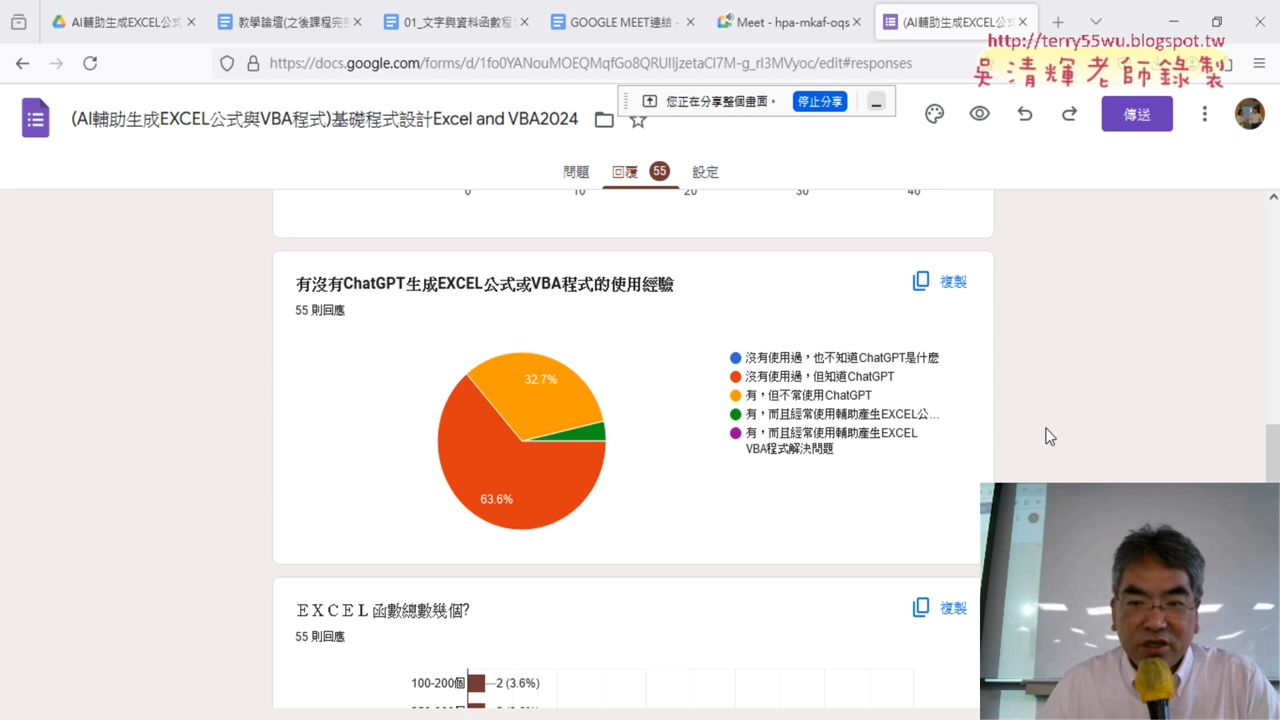 AI輔助生成EXCEL公式
教學論壇(之後課程完整
01_文字與資料函數程
GOOGLE MEET連結 -
Meet - hpa-mkaf-oqs
(AI輔助生成EXCEL公式
http://terry55wu.blogspot.tw
吳清輝老師錄製
https://docs.google.com/forms/d/1fo0YANouMOEQMqfGo8QRUIIJzetaCl7M-g_rI3MVyoc/edit#responses
您正在分享整個畫面。
停止分享
(AI輔助生成EXCEL公式與VBA程式)基礎程式設計Excel and VBA2024
傳送
問題
回覆 55
設定
0 10 20 30 40
有沒有ChatGPT生成EXCEL公式或VBA程式的使用經驗
複製
55 則回應
32.7%
63.6%
沒有使用過，也不知道ChatGPT是什麼
沒有使用過，但知道ChatGPT
有，但不常使用ChatGPT
有，而且經常使用輔助產生EXCEL公…
有，而且經常使用輔助產生EXCEL
VBA程式解決問題
ＥＸＣＥＬ函數總數幾個?
複製
55 則回應
100-200個
2 (3.6%)